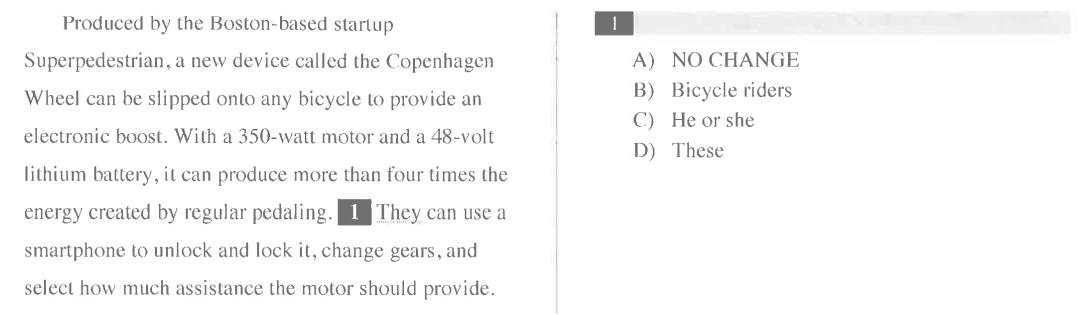 Produced by the Boston-based startup
Superpedestrian, a new device called the Copenhagen
Wheel can be slipped onto any bicycle to provide an
electronic boost. With a 350-watt motor and a 48-volt
lithium battery, it can produce more than four times the
energy created by regular pedaling. 1 They can use a
smartphone to unlock and lock it, change gears, and
select how much assistance the motor should provide.
1
A) NO CHANGE
B) Bicycle riders
C) He or she
D) These